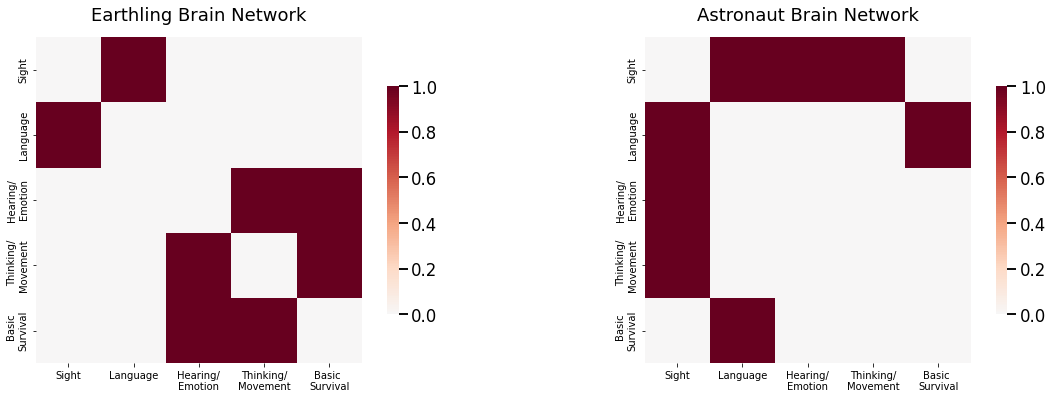 Earthling Brain Network
Sight
Language
Hearing/
Emotion
Thinking/
Movement
Basic
Survival
Sight
Language
Hearing/
Emotion
Thinking/
Movement
Basic
Survival
1.0
0.8
0.6
0.4
0.2
0.0
Astronaut Brain Network
Sight
Language
Hearing/
Emotion
Thinking/
Movement
Basic
Survival
Sight
Language
Hearing/
Emotion
Thinking/
Movement
Basic
Survival
1.0
0.8
0.6
0.4
0.2
0.0